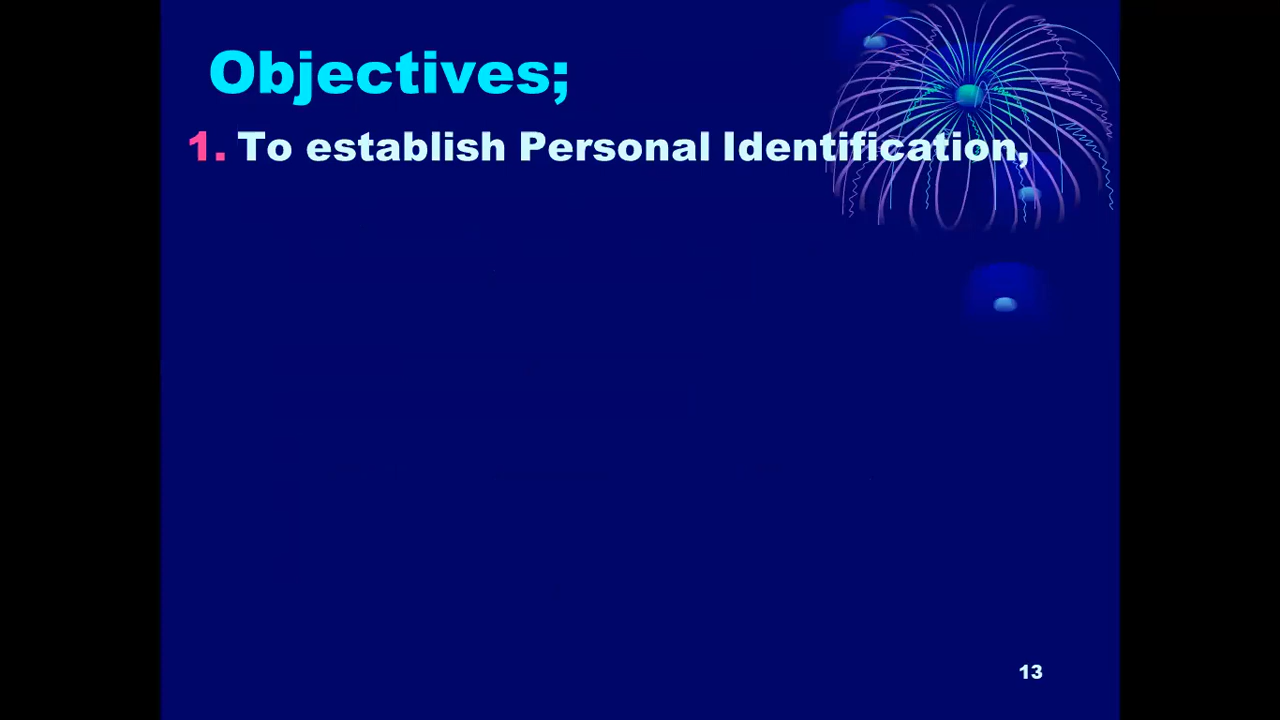 Objectives;
1. To establish Personal Identification,
13